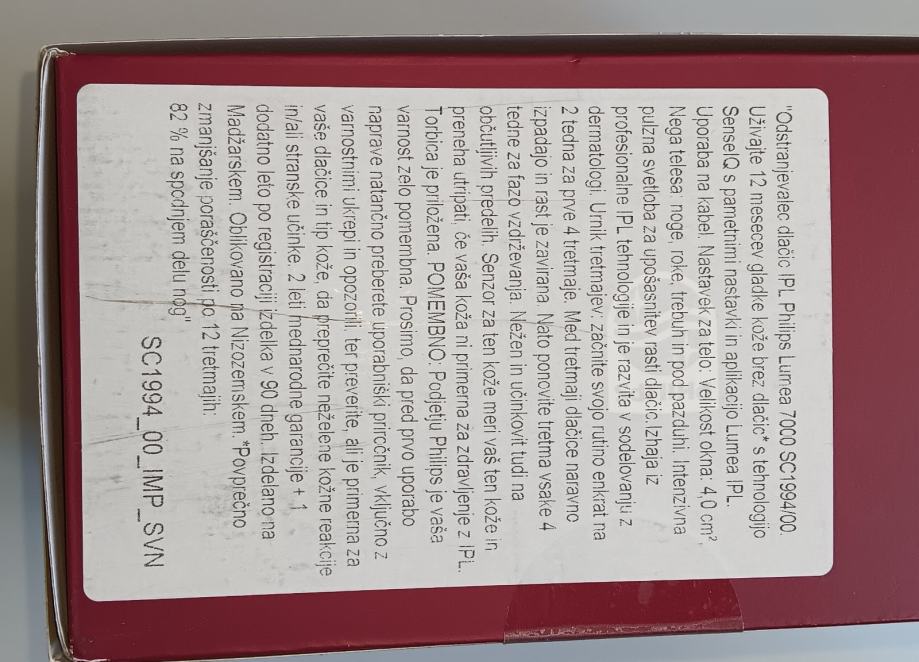 "Odstranjevalec dlačic IPL Philips Lumea 7000 SC1994/00.
Uživajte 12 mesecev gladke kože brez dlačic* s tehnologijo
SenseIQ s pametnimi nastavki in aplikacijo Lumea IPL.
Uporaba na kabel. Nastavek za telo: Velikost okna: 4,0 cm²
Nega telesa: noge, roke, trebuh in pod pazduhi. Intenzivna
pulzna svetloba za upočasnitev rasti dlačic.Izhaja iz
profesionalne IPL tehnologije in je razvita v sodelovanju z
dermatologi. Urnik tretmajev: začnite svojo rutino enkrat na
2 tedna za prve 4 tretmaje. Med tretmaji dlačice naravno
izpadajo in rast je zavirana. Nato ponovite tretma vsake 4
tedne za fazo vzdrževanja. Nežen in učinkovit tudi na
občutljivih predelih. Senzor za ten kože meri vaš ten kože in
preneha utripati, če vaša koža ni primerna za zdravljenje z IPL.
Torbica je priložena. POMEMBNO: Podjetju Philips je vaša
varnost zelo pomembna. Prosimo, da pred prvo uporabo
naprave natančno preberete uporabniški priročnik, vključno z
varnostnimi ukrepi in opozorili, ter preverite, ali je primerna za
vaše dlačice in tip kože, da preprečite neželene kožne reakcije
in/ali stranske učinke. 2 leti mednarodne garancije + 1
dodatno leto po registraciji izdelka v 90 dneh. Izdelano na
Madžarskem. Oblikovano na Nizozemskem. *Povprečno
zmanjšanje poraščenosti po 12 tretmajih:
82 % na spodnjem delu nog"
SC1994_00_IMP_SVN